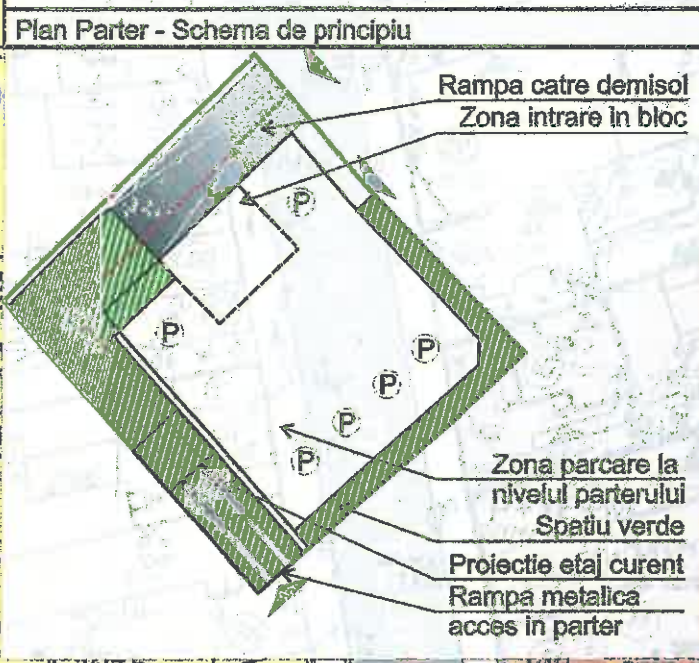 Plan Parter - Schema de principiu
Rampa catre demisol
Zona intrare in bloc
P
P
P
P
P
P
Zona parcare la
nivelul parterului
Spatiu verde
Proiectie etaj curent
Rampa metalica
acces in parter